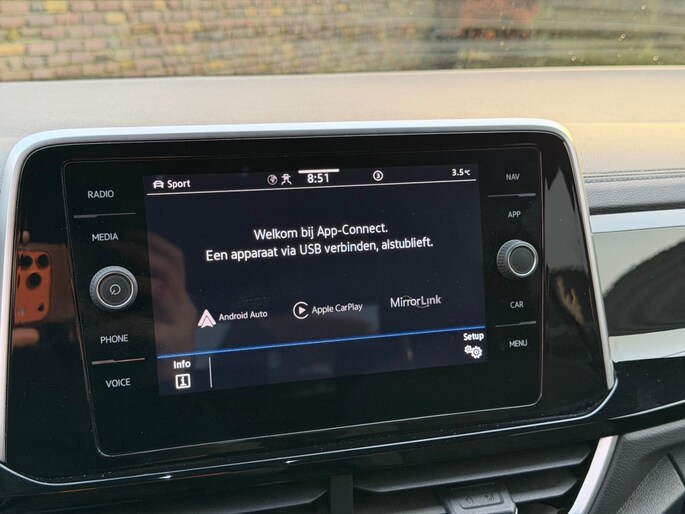 RADIO
MEDIA
PHONE
VOICE
Sport
8:51
3
3.5°C
Welkom bij App-Connect.
Een apparaat via USB verbinden, alstublieft.
Android Auto
Apple CarPlay
MirrorLink
Info
Setup
NAV
APP
CAR
MENU